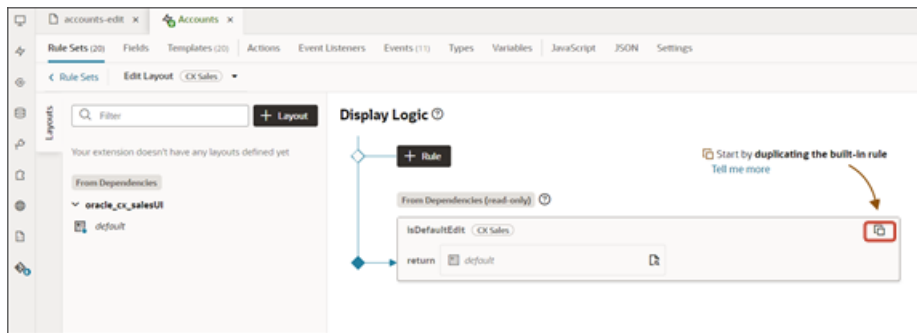 accounts-edit ×
Accounts ×
Rule Sets (20) Fields Templates (20) Actions Event Listeners Events (11) Types Variables JavaScript JSON Settings
Rule Sets Edit Layout CX Sales
Layouts
Filter
+ Layout
Your extension doesn't have any layouts defined yet
From Dependencies
oracle_cx_salesUI
default
Display Logic
+ Rule
Start by duplicating the built-in rule
Tell me more
From Dependencies (read-only)
isDefaultEdit CX Sales
return default